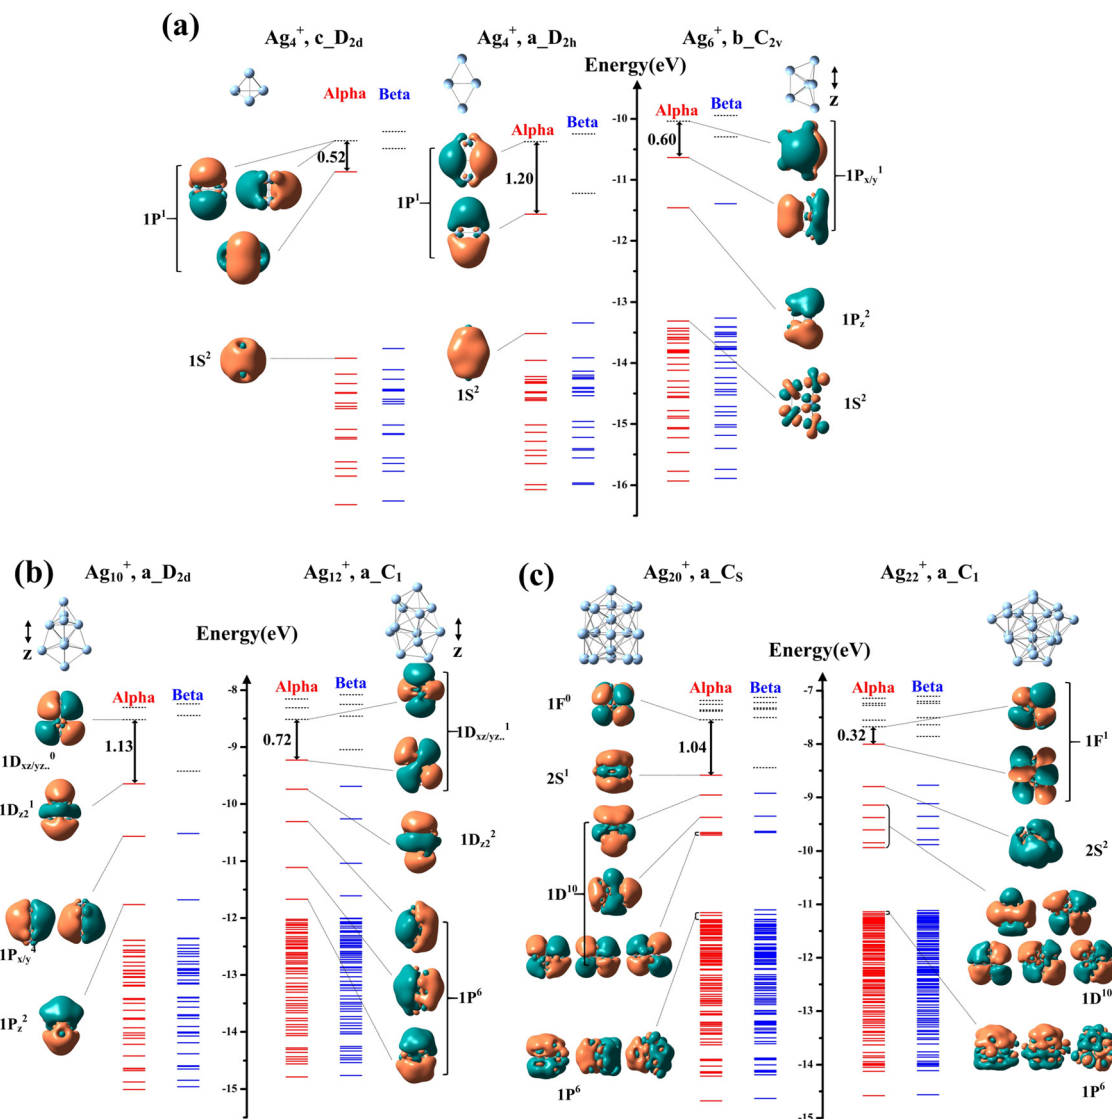 (a)
Ag4+, c_D2d
Ag4+, a_D2h
Ag6+, b_C2v
Energy(eV)
Alpha
Beta
Alpha
Beta
Alpha
Beta
z
-10
-11
-12
-13
-14
-15
-16
0.52
1.20
0.60
1P1
1S2
1P1
1S2
1Px/y1
1Pz2
1S2
(b)
Ag10+, a_D2d
Ag12+, a_C1
Energy(eV)
z
z
Alpha
Beta
Alpha
Beta
-8
-9
-10
-11
-12
-13
-14
-15
1.13
0.72
1Dxz/yz..0
1Dz21
1Px/y4
1Pz2
1Dxz/yz..1
1Dz22
1P6
(c)
Ag20+, a_CS
Ag22+, a_C1
Energy(eV)
Alpha
Beta
Alpha
Beta
-7
-8
-9
-10
-11
-12
-13
-14
-15
1.04
0.32
1F0
2S1
1D10
1P6
1F1
2S2
1D10
1P6